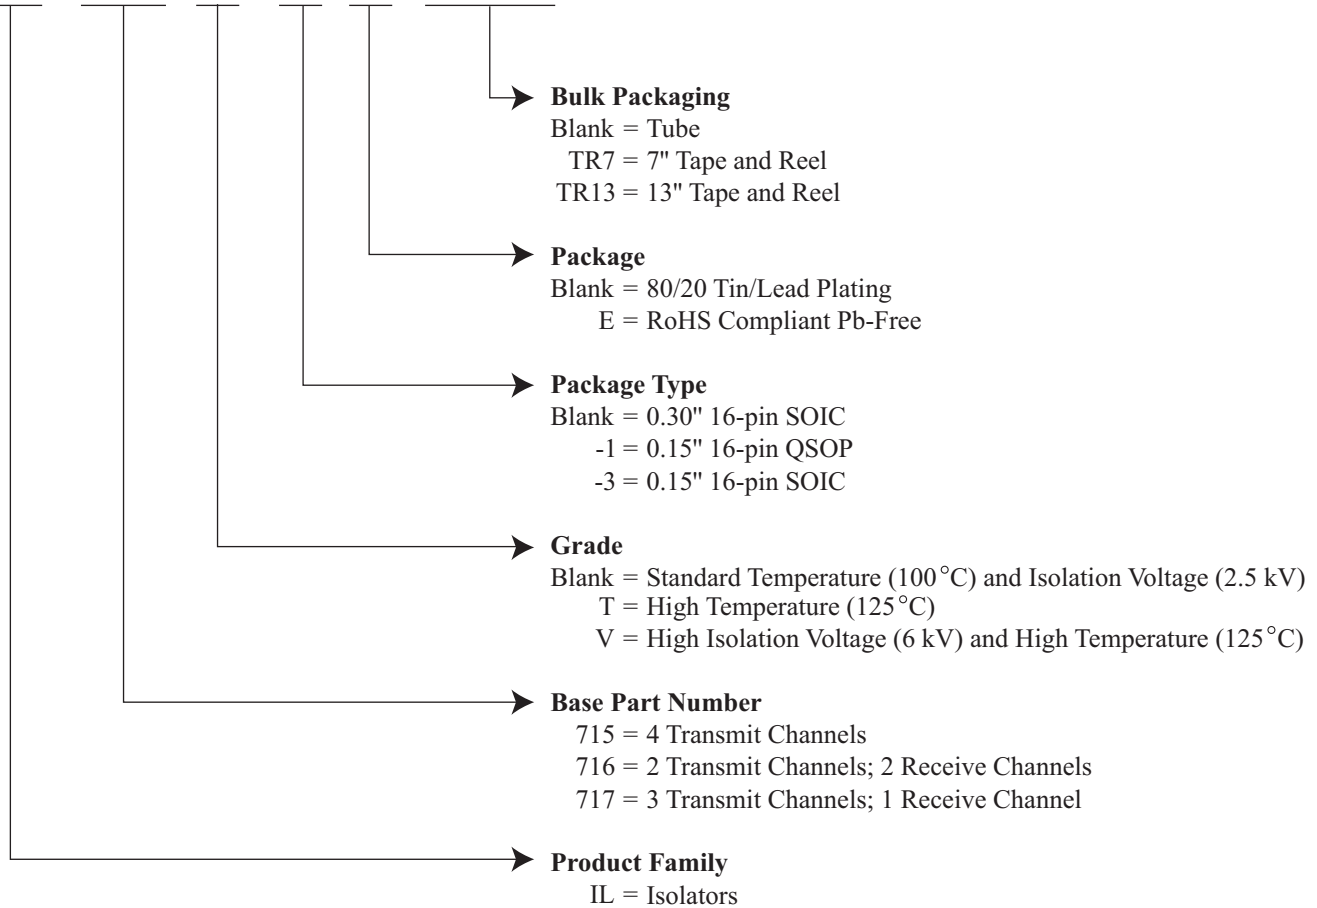 Bulk Packaging
Blank = Tube
TR7 = 7" Tape and Reel
TR13 = 13" Tape and Reel
Package
Blank = 80/20 Tin/Lead Plating
E = RoHS Compliant Pb-Free
Package Type
Blank = 0.30" 16-pin SOIC
-1 = 0.15" 16-pin QSOP
-3 = 0.15" 16-pin SOIC
Grade
Blank = Standard Temperature (100°C) and Isolation Voltage (2.5 kV)
T = High Temperature (125°C)
V = High Isolation Voltage (6 kV) and High Temperature (125°C)
Base Part Number
715 = 4 Transmit Channels
716 = 2 Transmit Channels; 2 Receive Channels
717 = 3 Transmit Channels; 1 Receive Channel
Product Family
IL = Isolators